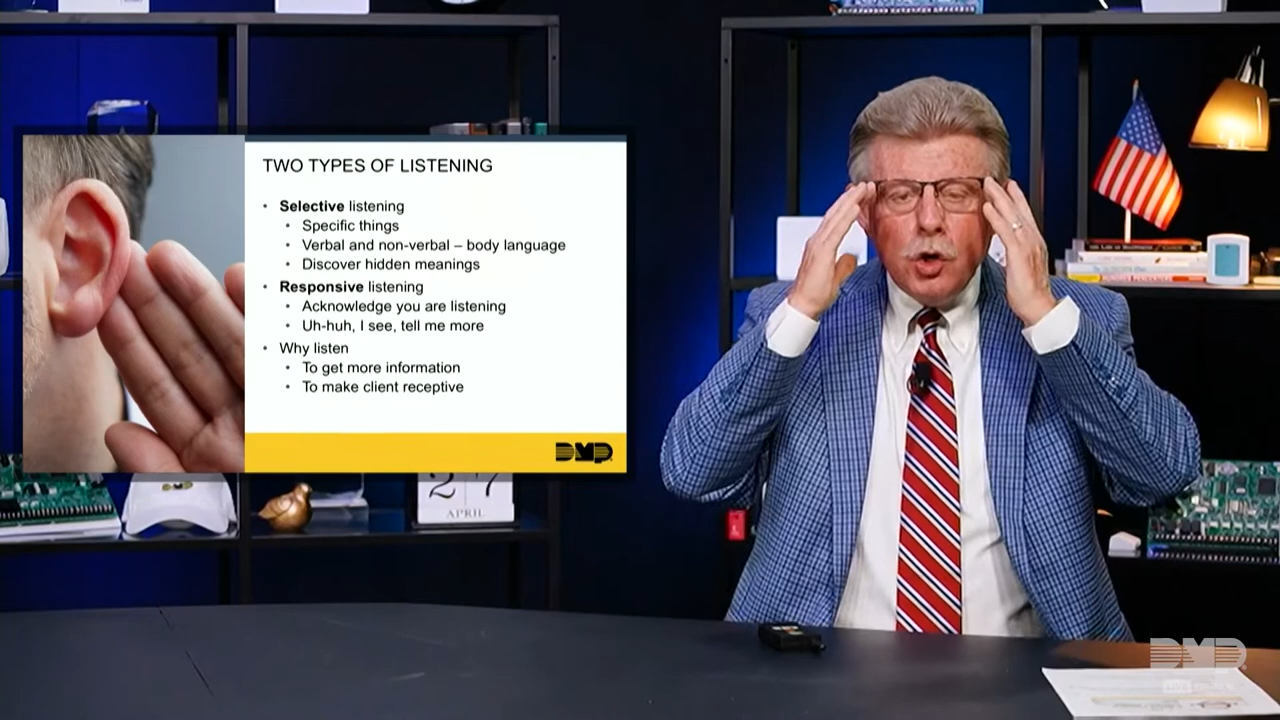 TWO TYPES OF LISTENING
• Selective listening
• Specific things
• Verbal and non-verbal – body language
• Discover hidden meanings
• Responsive listening
• Acknowledge you are listening
• Uh-huh, I see, tell me more
• Why listen
• To get more information
• To make client receptive
DMP
27
APRIL
DMP